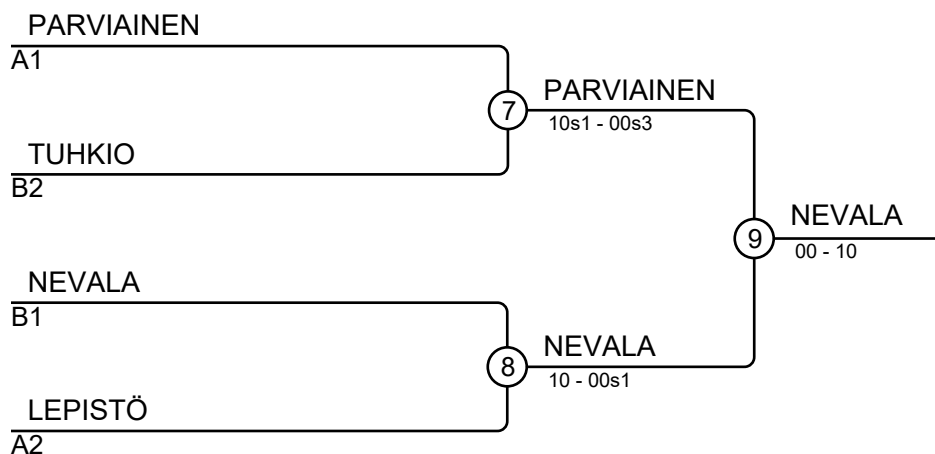 PARVIAINEN
A1
7
PARVIAINEN
10s1 - 00s3
TUHKIO
B2
9
NEVALA
00 - 10
NEVALA
B1
8
NEVALA
10 - 00s1
LEPISTÖ
A2